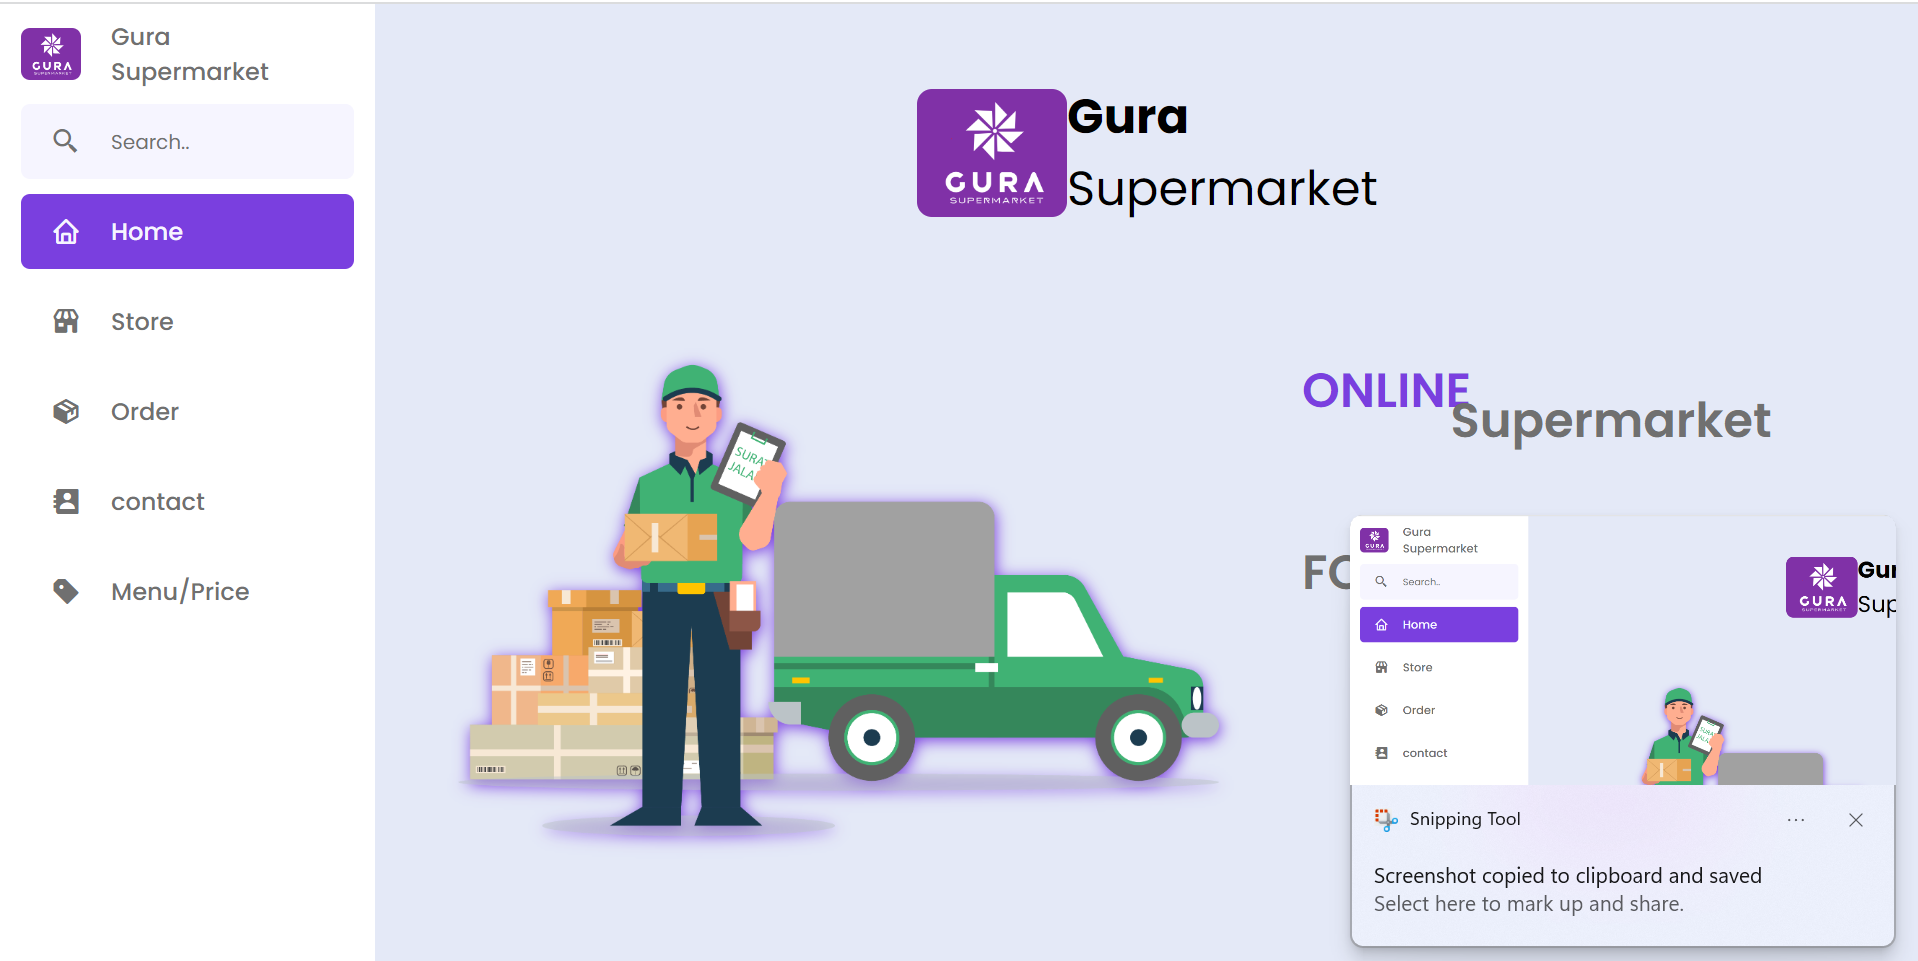 GURA
SUPERMARKET
Gura
Supermarket
Search..
Home
Store
Order
contact
Menu/Price
GURA
SUPERMARKET
Gura
Supermarket
SURA
JALA
ONLINE
Supermarket
FO
GURA
Gura
Supermarket
Search..
Home
Store
Order
contact
GURA
SUPERMARKET
Gur
Sup
Snipping Tool
Screenshot copied to clipboard and saved
Select here to mark up and share.